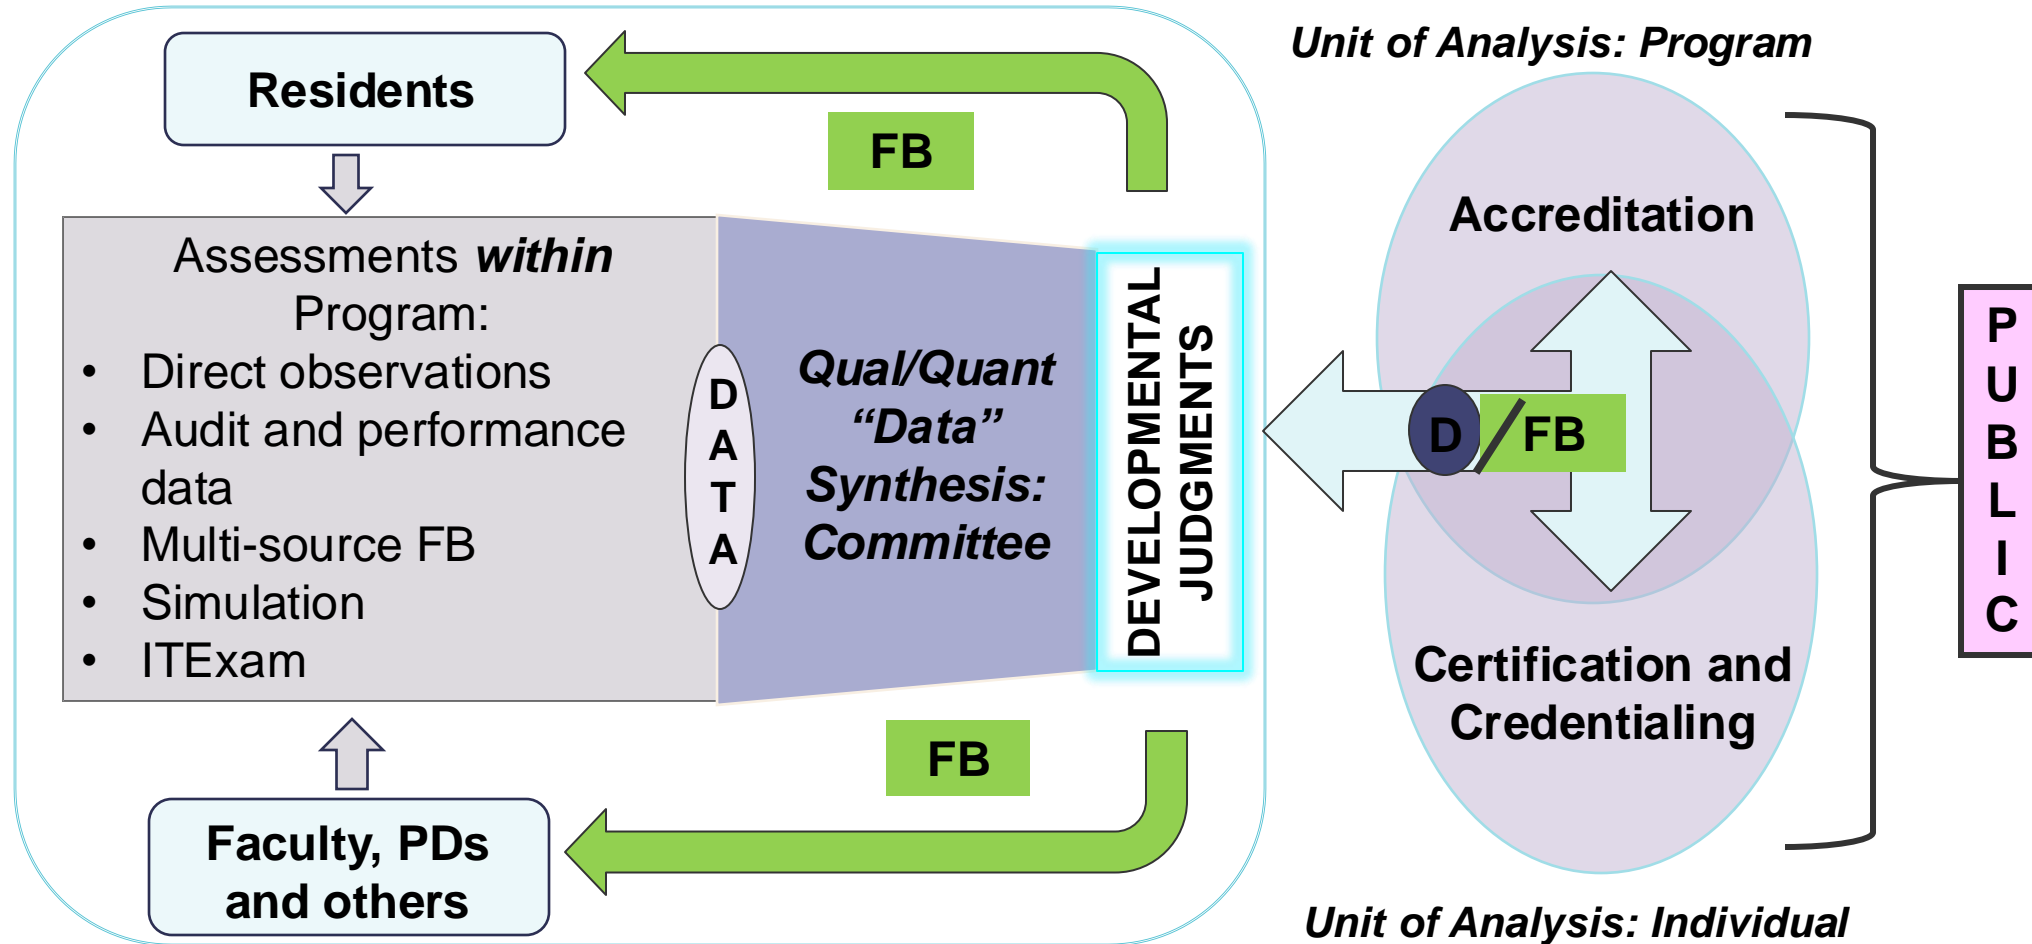 Residents
FB
Assessments within
Program:
• Direct observations
• Audit and performance
data
• Multi-source FB
• Simulation
• ITExam
DATA
Qual/Quant
“Data”
Synthesis:
Committee
DEVELOPMENTAL
JUDGMENTS
FB
Faculty, PDs
and others
Unit of Analysis: Program
Accreditation
D/FB
Certification and
Credentialing
Unit of Analysis: Individual
PUBLIC